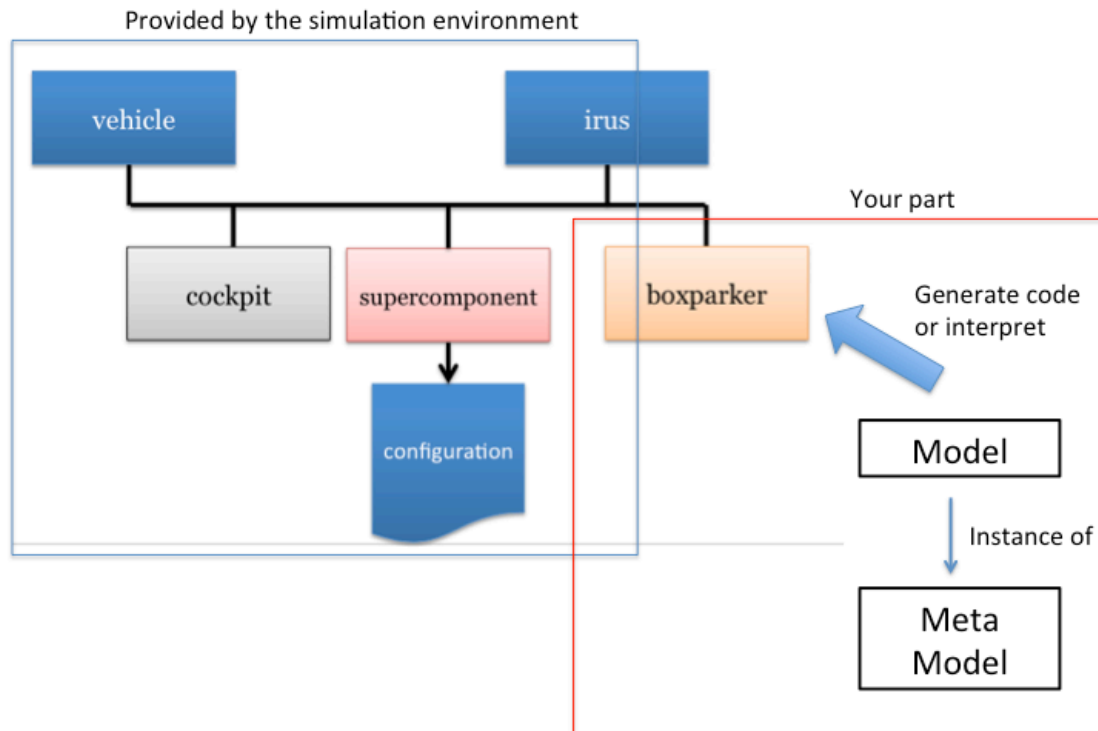 Provided by the simulation environment
vehicle
irus
Your part
cockpit
supercomponent
boxparker
Generate code
or interpret
configuration
Model
Instance of
Meta
Model